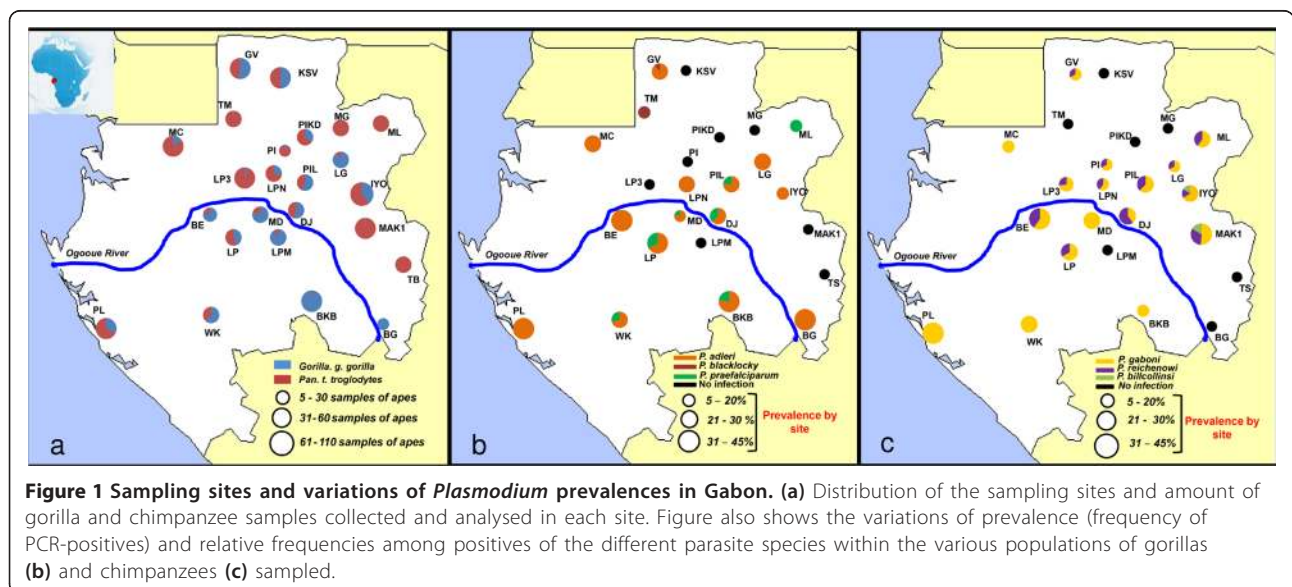 GV
KSV
TM
MC
MG
ML
PIKD
PI
PIL
LG
LP3
LPN
IYO
BE
MD
DJ
MAK1
LP
LPM
Ogooue River
TB
PL
WK
BKB
BG
Gorilla. g. gorilla
Pan. t. troglodytes
5 - 30 samples of apes
31- 60 samples of apes
61- 110 samples of apes
a
GV
KSV
TM
MC
MG
ML
PIKD
PI
PIL
LG
LP3
LPN
IYO
BE
MD
DJ
MAK1
LP
LPM
Ogooue River
TS
PL
WK
BKB
BG
P. adleri
P. blacklocky
P. praefalciparum
No infection
5 – 20%
21 - 30 %
31 – 45%
Prevalence by
site
b
GV
KSV
TM
MC
MG
ML
PIKD
PI
PIL
LG
LP3
LPN
IYO
BE
MD
DJ
MAK1
LP
LPM
Ogooue River
TS
PL
WK
BKB
BG
P. gaboni
P. reichenowi
P. billcollinsi
No infection
5 - 20%
21 - 30%
31 – 45%
Prevalence by
site
c
Figure 1 Sampling sites and variations of Plasmodium prevalences in Gabon. (a) Distribution of the sampling sites and amount of
gorilla and chimpanzee samples collected and analysed in each site. Figure also shows the variations of prevalence (frequency of
PCR-positives) and relative frequencies among positives of the different parasite species within the various populations of gorillas
(b) and chimpanzees (c) sampled.